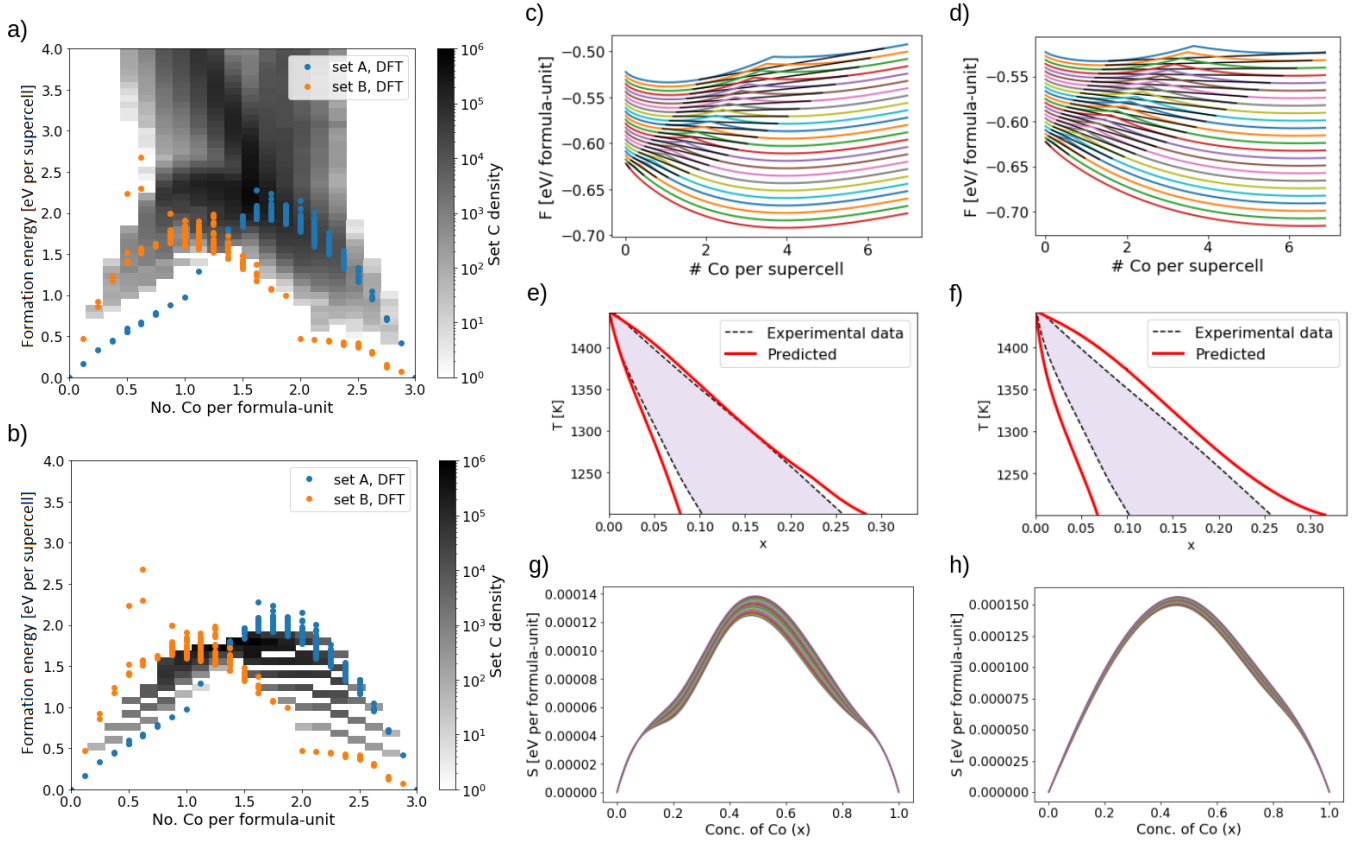 a)
Formation energy [eV per supercell]
4.0
3.5
3.0
2.5
2.0
1.5
1.0
0.5
0.0
set A, DFT
set B, DFT
0.0 0.5 1.0 1.5 2.0 2.5 3.0
No. Co per formula-unit
10^6
10^5
10^4
10^3
10^2
10^1
10^0
Set C density
b)
Formation energy [eV per supercell]
4.0
3.5
3.0
2.5
2.0
1.5
1.0
0.5
0.0
set A, DFT
set B, DFT
0.0 0.5 1.0 1.5 2.0 2.5 3.0
No. Co per formula-unit
10^6
10^5
10^4
10^3
10^2
10^1
10^0
Set C density
c)
F [eV/ formula-unit]
−0.50
−0.55
−0.60
−0.65
−0.70
0 2 4 6
# Co per supercell
d)
F [eV/ formula-unit]
−0.55
−0.60
−0.65
−0.70
0 2 4 6
# Co per supercell
e)
T [K]
1400
1350
1300
1250
Experimental data
Predicted
0.00 0.05 0.10 0.15 0.20 0.25 0.30
x
f)
T [K]
1400
1350
1300
1250
Experimental data
Predicted
0.00 0.05 0.10 0.15 0.20 0.25 0.30
x
g)
S [eV per formula-unit]
0.00014
0.00012
0.00010
0.00008
0.00006
0.00004
0.00002
0.00000
0.0 0.2 0.4 0.6 0.8 1.0
Conc. of Co (x)
h)
S [eV per formula-unit]
0.000150
0.000125
0.000100
0.000075
0.000050
0.000025
0.000000
0.0 0.2 0.4 0.6 0.8 1.0
Conc. of Co (x)